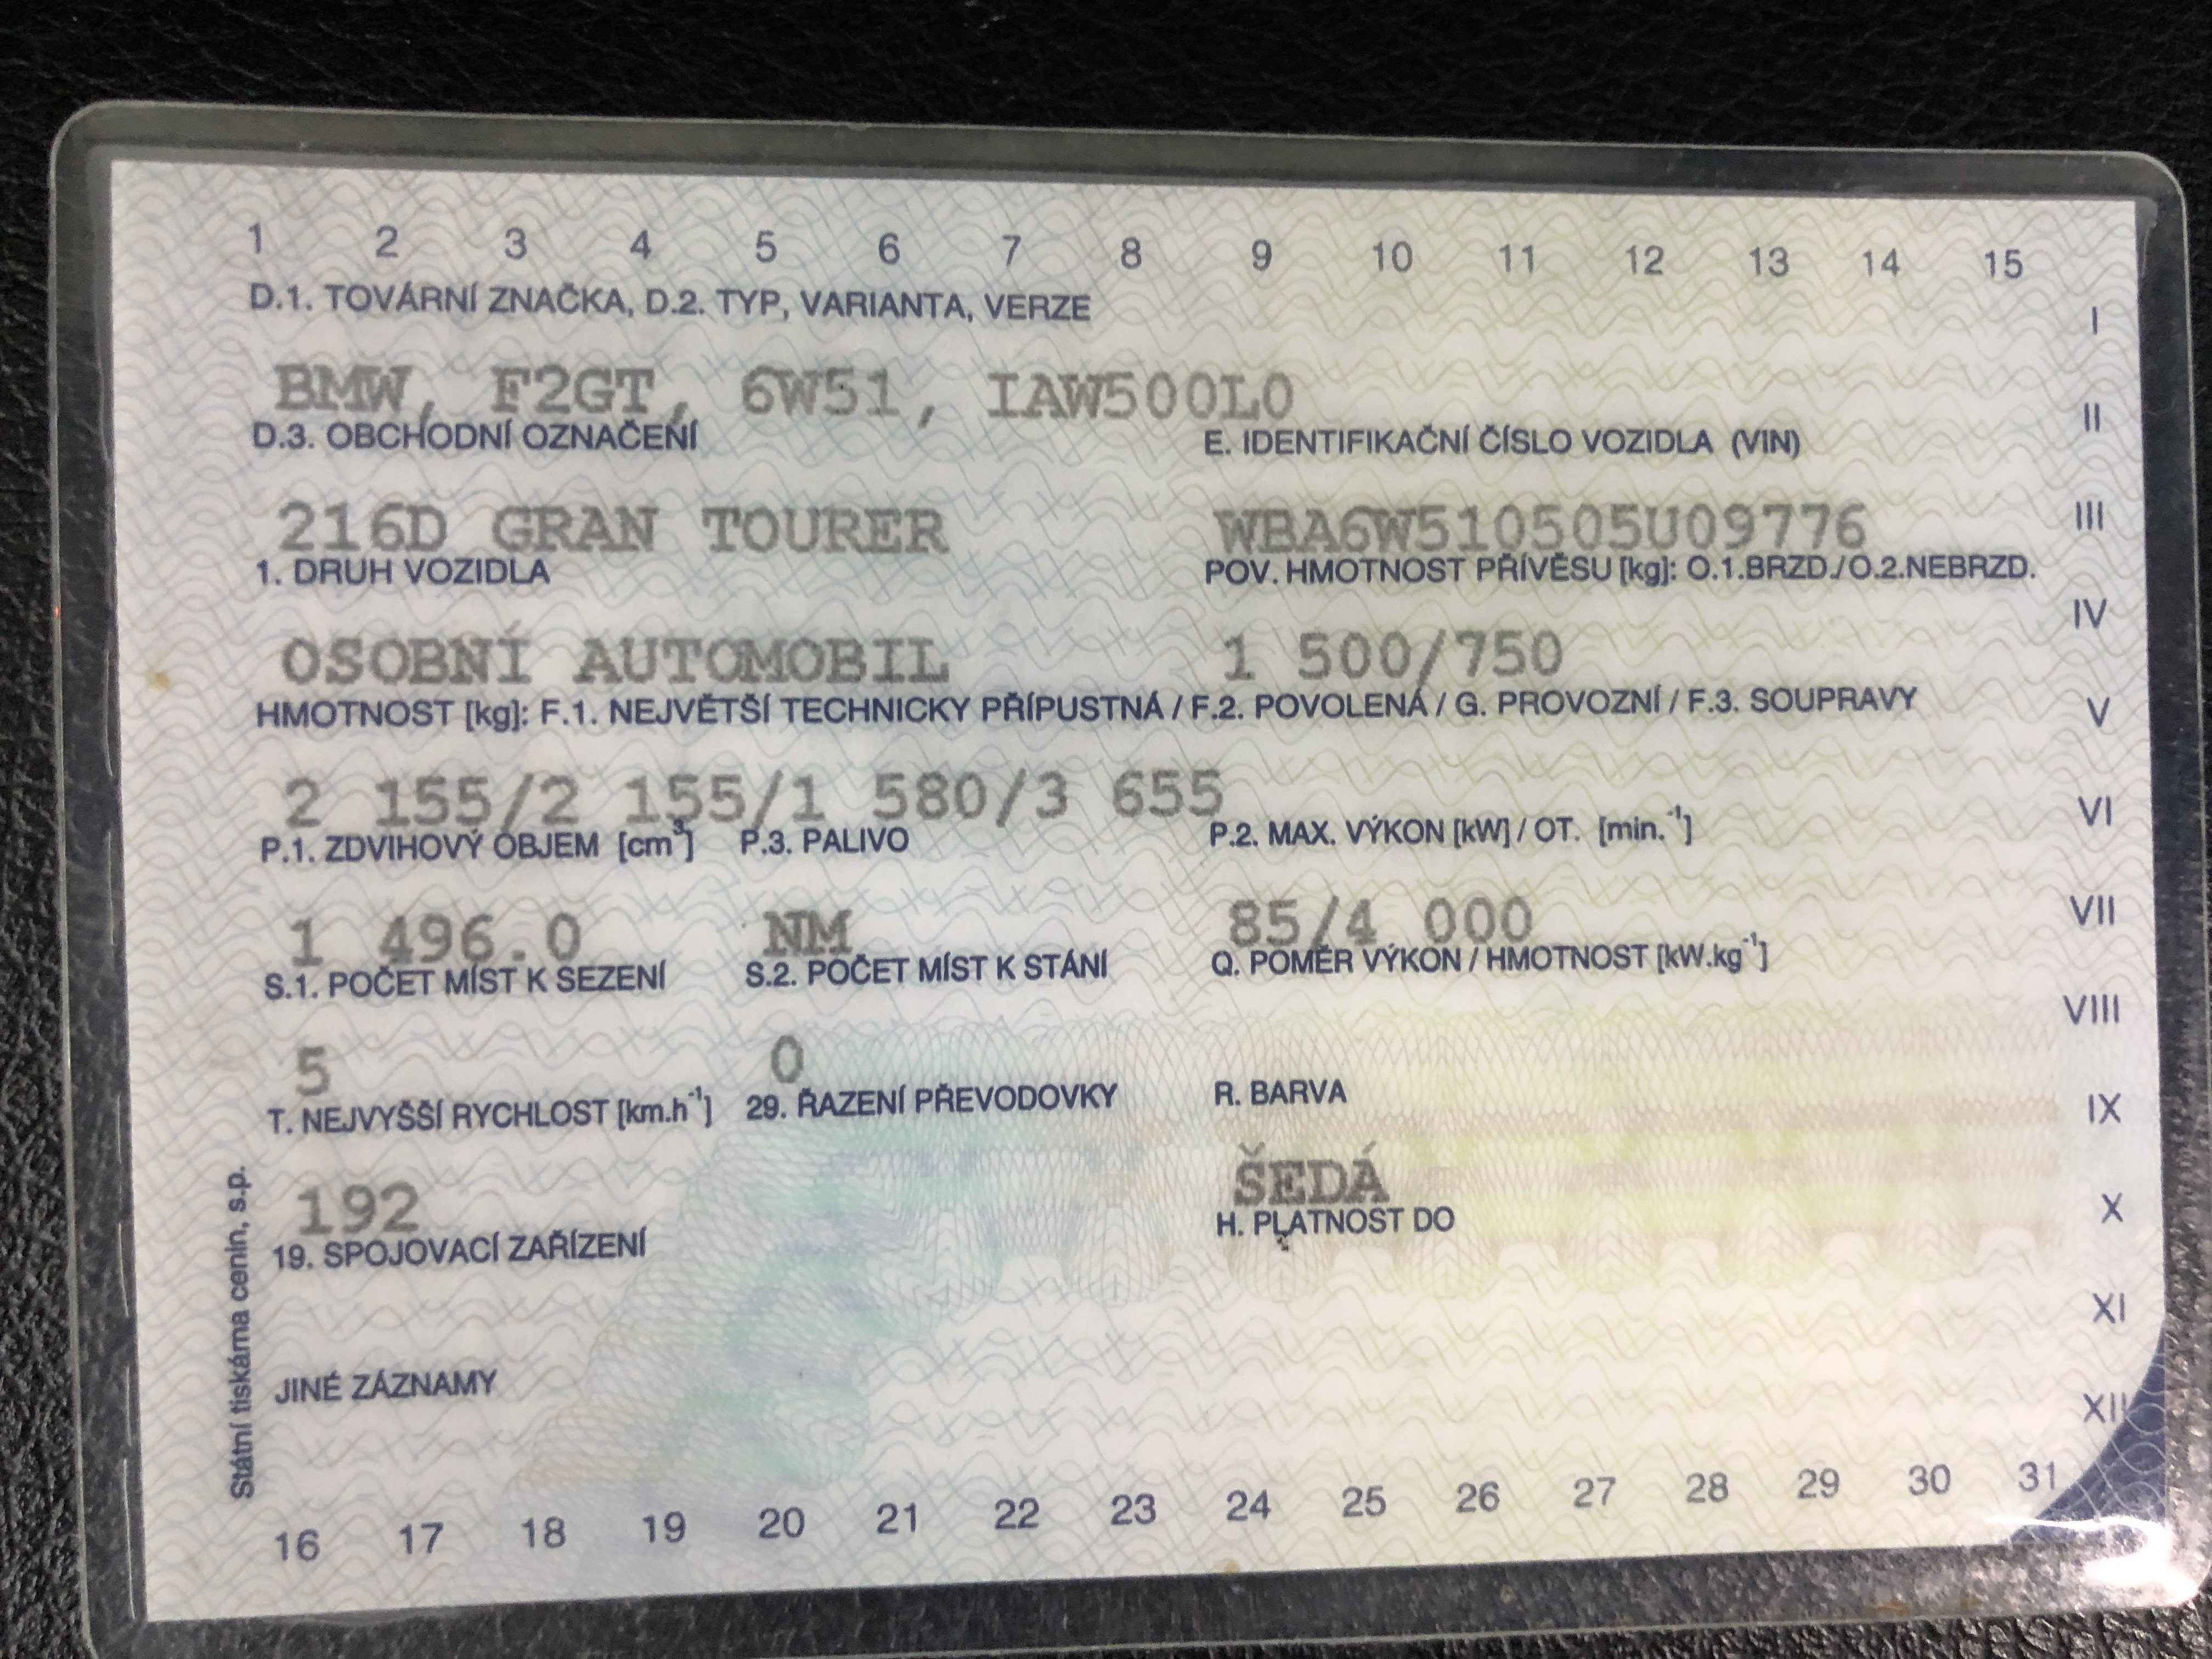 1 2 3 4 5 6 7 8 9 10 11 12 13 14 15
D.1. TOVÁRNÍ ZNAČKA, D.2. TYP, VARIANTA, VERZE
I
BMW, F2GT, 6W51, IAW500L0
II
D.3. OBCHODNÍ OZNAČENÍ E. IDENTIFIKAČNÍ ČÍSLO VOZIDLA (VIN)
216D GRAN TOURER WBA6W510505U09776
III
1. DRUH VOZIDLA POV. HMOTNOST PŘÍVĚSU [kg]: O.1.BRZD./O.2.NEBRZD.
IV
OSOBNÍ AUTOMOBIL 1 500/750
HMOTNOST [kg]: F.1. NEJVĚTŠÍ TECHNICKY PŘÍPUSTNÁ / F.2. POVOLENÁ / G. PROVOZNÍ / F.3. SOUPRAVY
V
2 155/2 155/1 580/3 655
VI
P.1. ZDVIHOVÝ OBJEM [cm³] P.3. PALIVO P.2. MAX. VÝKON [kW] / OT. [min.⁻¹]
1 496.0 NM 85/4 000
VII
S.1. POČET MÍST K SEZENÍ S.2. POČET MÍST K STÁNÍ Q. POMĚR VÝKON / HMOTNOST [kW.kg⁻¹]
VIII
5 0
T. NEJVYŠŠÍ RYCHLOST [km.h⁻¹] 29. ŘAZENÍ PŘEVODOVKY R. BARVA
IX
192 ŠEDÁ
X
19. SPOJOVACÍ ZAŘÍZENÍ H. PLATNOST DO
XI
JINÉ ZÁZNAMY
XII
Státní tiskárna cenin, s.p.
16 17 18 19 20 21 22 23 24 25 26 27 28 29 30 31